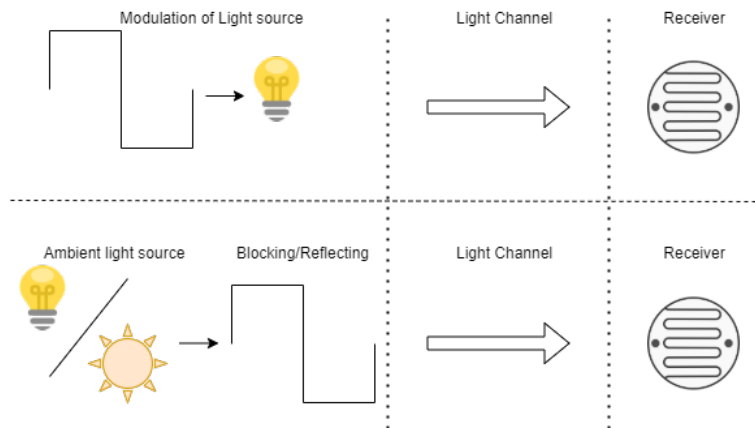 Modulation of Light source
Light Channel
Receiver
Ambient light source
Blocking/Reflecting
Light Channel
Receiver